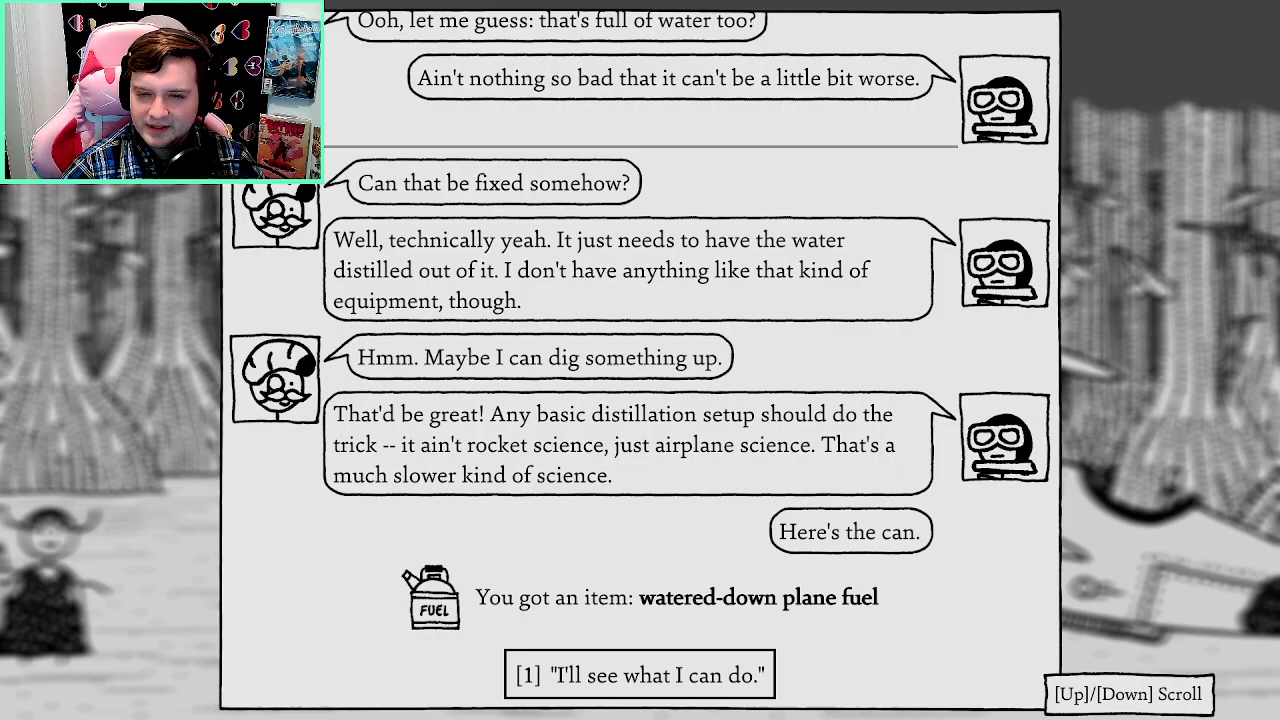 Ooh, let me guess: that's full of water too?
Ain't nothing so bad that it can't be a little bit worse.
Can that be fixed somehow?
Well, technically yeah. It just needs to have the water
distilled out of it. I don't have anything like that kind of
equipment, though.
Hmm. Maybe I can dig something up.
That'd be great! Any basic distillation setup should do the
trick -- it ain't rocket science, just airplane science. That's a
much slower kind of science.
Here's the can.
FUEL
You got an item: watered-down plane fuel
[1] "I'll see what I can do."
[Up]/[Down] Scroll